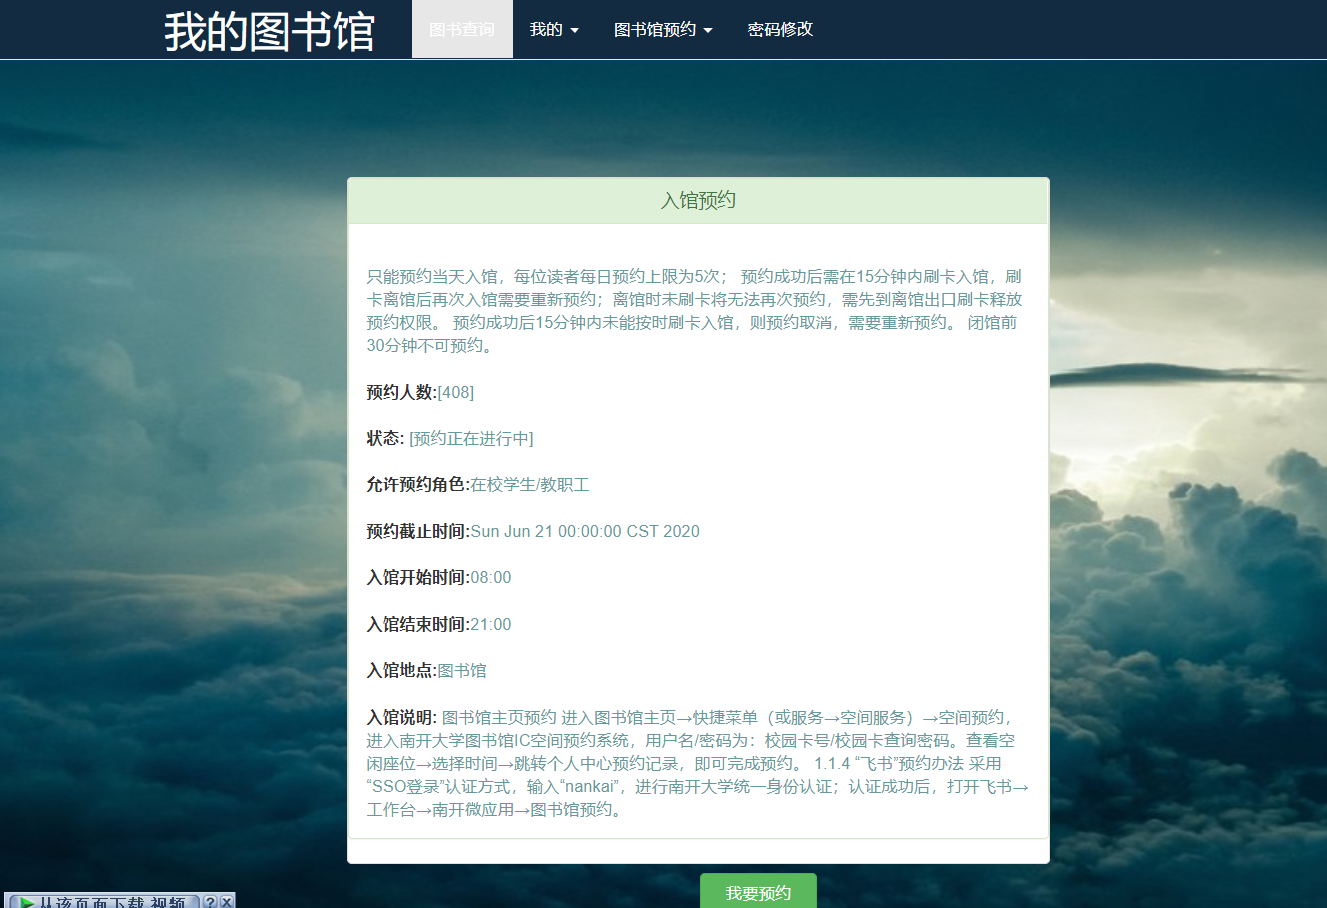 我的图书馆
图书查询 我的 图书馆预约 密码修改
入馆预约
只能预约当天入馆，每位读者每日预约上限为5次； 预约成功后需在15分钟内刷卡入馆，刷
卡离馆后再次入馆需要重新预约；离馆时未刷卡将无法再次预约，需先到离馆出口刷卡释放
预约权限。 预约成功后15分钟内未能按时刷卡入馆，则预约取消，需要重新预约。 闭馆前
30分钟不可预约。
预约人数:[408]
状态: [预约正在进行中]
允许预约角色:在校学生/教职工
预约截止时间:Sun Jun 21 00:00:00 CST 2020
入馆开始时间:08:00
入馆结束时间:21:00
入馆地点:图书馆
入馆说明: 图书馆主页预约 进入图书馆主页→快捷菜单（或服务→空间服务）→空间预约，
进入南开大学图书馆IC空间预约系统，用户名/密码为：校园卡号/校园卡查询密码。查看空
闲座位→选择时间→跳转个人中心预约记录，即可完成预约。 1.1.4 “飞书”预约办法 采用
“SSO登录”认证方式，输入“nankai”，进行南开大学统一身份认证；认证成功后，打开飞书→
工作台→南开微应用→图书馆预约。
我要预约
从该页面下载 视频 ? X